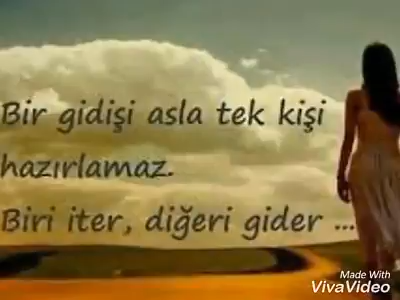 Bir gidişi asla tek kişi
hazırlamaz.
Biri iter, diğeri gider ...
Made With
VivaVideo